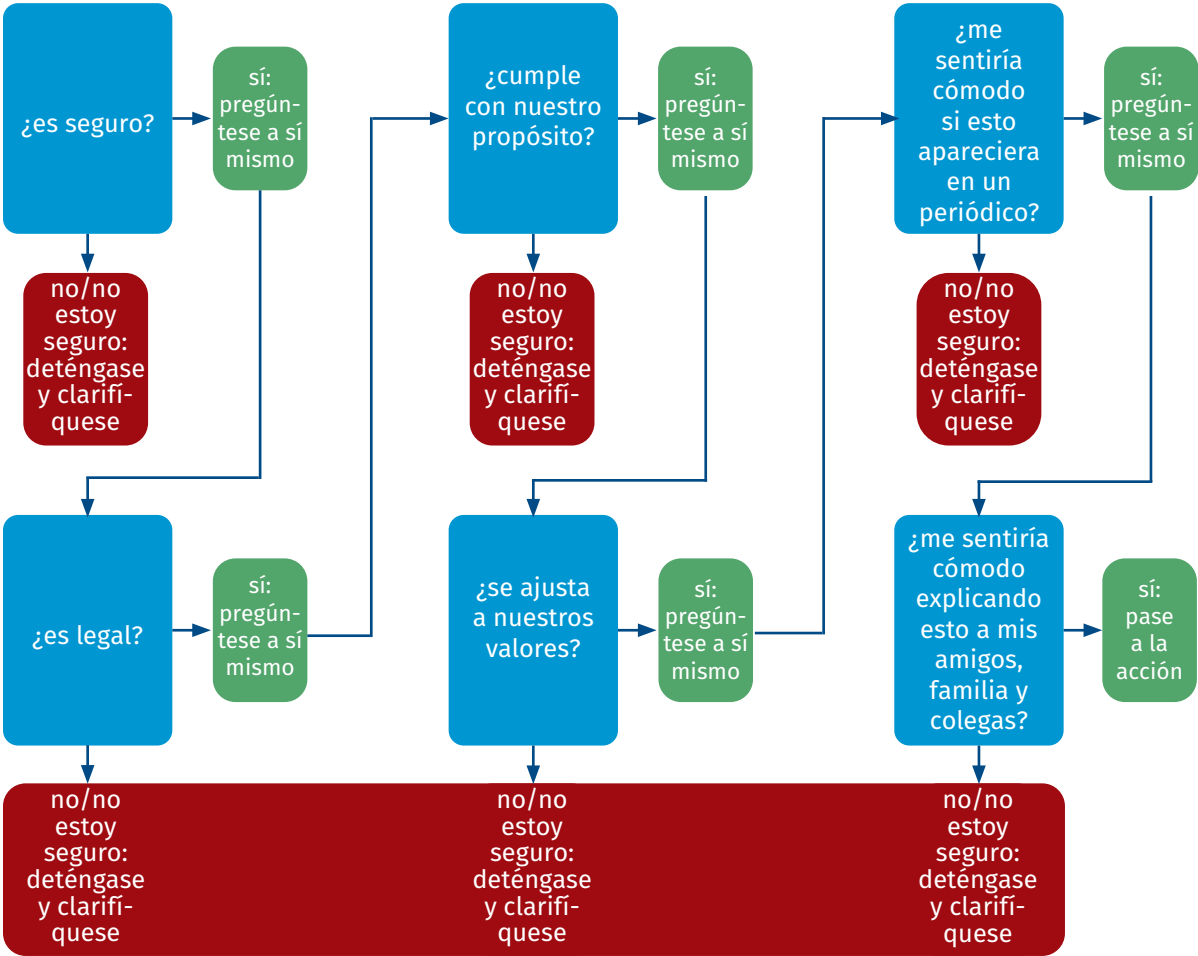 ¿es seguro?
sí:
pregún-
tese a sí
mismo
no/no
estoy
seguro:
deténgase
y clarifí-
quese
¿es legal?
sí:
pregún-
tese a sí
mismo
no/no
estoy
seguro:
deténgase
y clarifí-
quese
¿cumple
con nuestro
propósito?
sí:
pregún-
tese a sí
mismo
no/no
estoy
seguro:
deténgase
y clarifí-
quese
¿se ajusta
a nuestros
valores?
sí:
pregún-
tese a sí
mismo
no/no
estoy
seguro:
deténgase
y clarifí-
quese
¿me
sentiría
cómodo
si esto
apareciera
en un
periódico?
sí:
pregún-
tese a sí
mismo
no/no
estoy
seguro:
deténgase
y clarifí-
quese
¿me sentiría
cómodo
explicando
esto a mis
amigos,
familia y
colegas?
sí:
pase
a la
acción
no/no
estoy
seguro:
deténgase
y clarifí-
quese